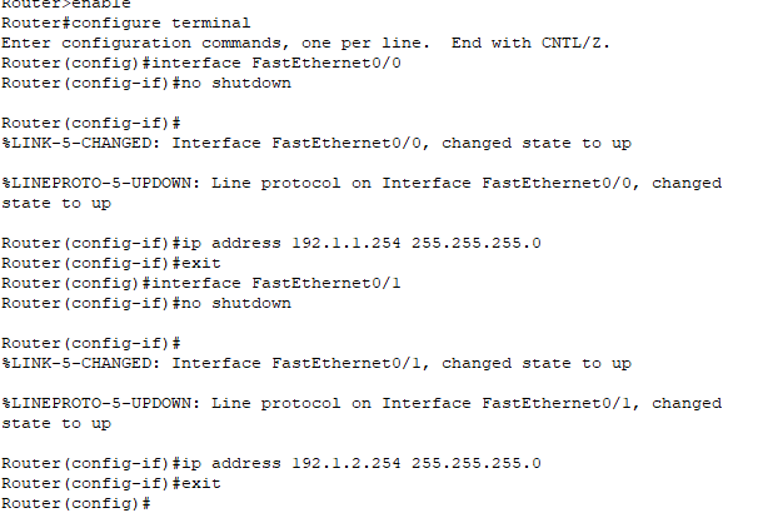 Router>enable
Router#configure terminal
Enter configuration commands, one per line.  End with CNTL/Z.
Router(config)#interface FastEthernet0/0
Router(config-if)#no shutdown
Router(config-if)#
%LINK-5-CHANGED: Interface FastEthernet0/0, changed state to up
%LINEPROTO-5-UPDOWN: Line protocol on Interface FastEthernet0/0, changed
state to up
Router(config-if)#ip address 192.1.1.254 255.255.255.0
Router(config-if)#exit
Router(config)#interface FastEthernet0/1
Router(config-if)#no shutdown
Router(config-if)#
%LINK-5-CHANGED: Interface FastEthernet0/1, changed state to up
%LINEPROTO-5-UPDOWN: Line protocol on Interface FastEthernet0/1, changed
state to up
Router(config-if)#ip address 192.1.2.254 255.255.255.0
Router(config-if)#exit
Router(config)#